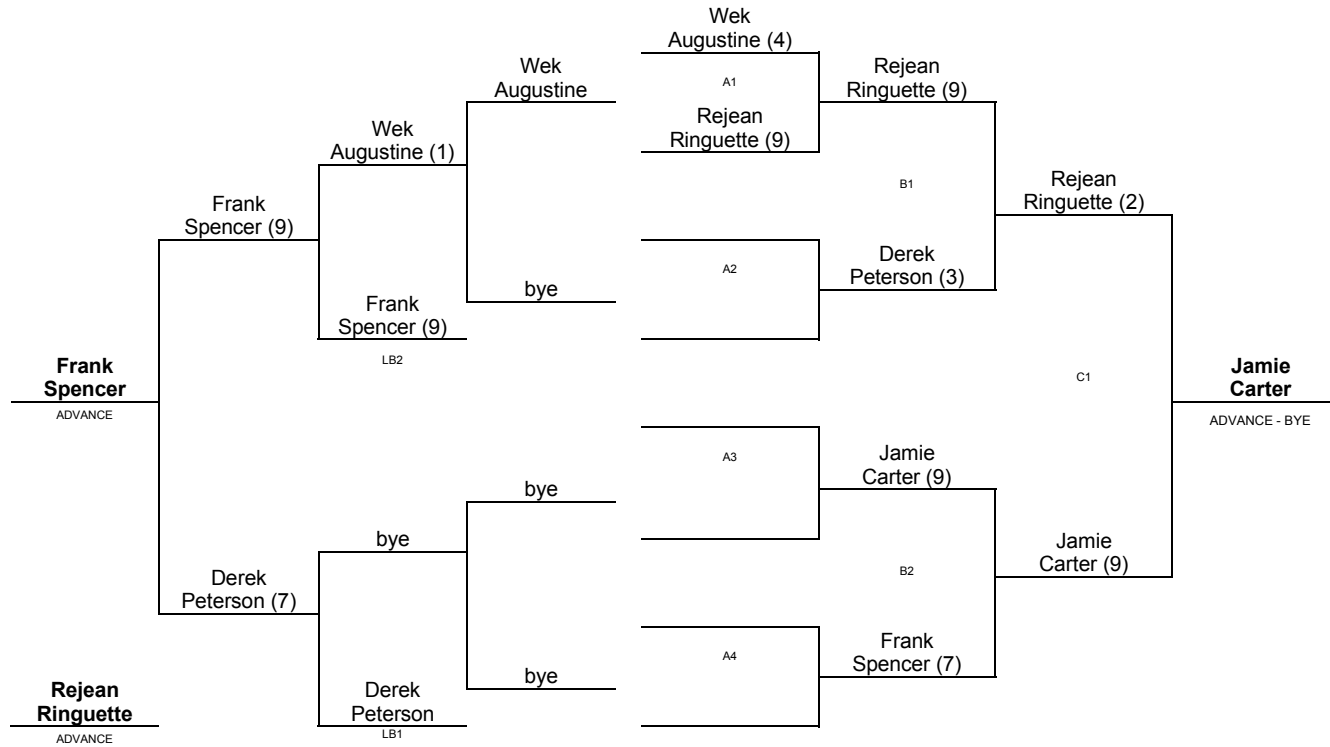 Wek
Augustine (4)
Wek
Augustine
A1
Rejean
Ringuette (9)
Wek
Augustine (1)
Rejean
Ringuette (9)
B1
Rejean
Ringuette (2)
Frank
Spencer (9)
A2
Derek
Peterson (3)
bye
Frank
Spencer (9)
LB2
Frank
Spencer
ADVANCE
C1
Jamie
Carter
ADVANCE - BYE
A3
Jamie
Carter (9)
bye
bye
B2
Jamie
Carter (9)
Derek
Peterson (7)
A4
Frank
Spencer (7)
bye
Derek
Peterson
LB1
Rejean
Ringuette
ADVANCE